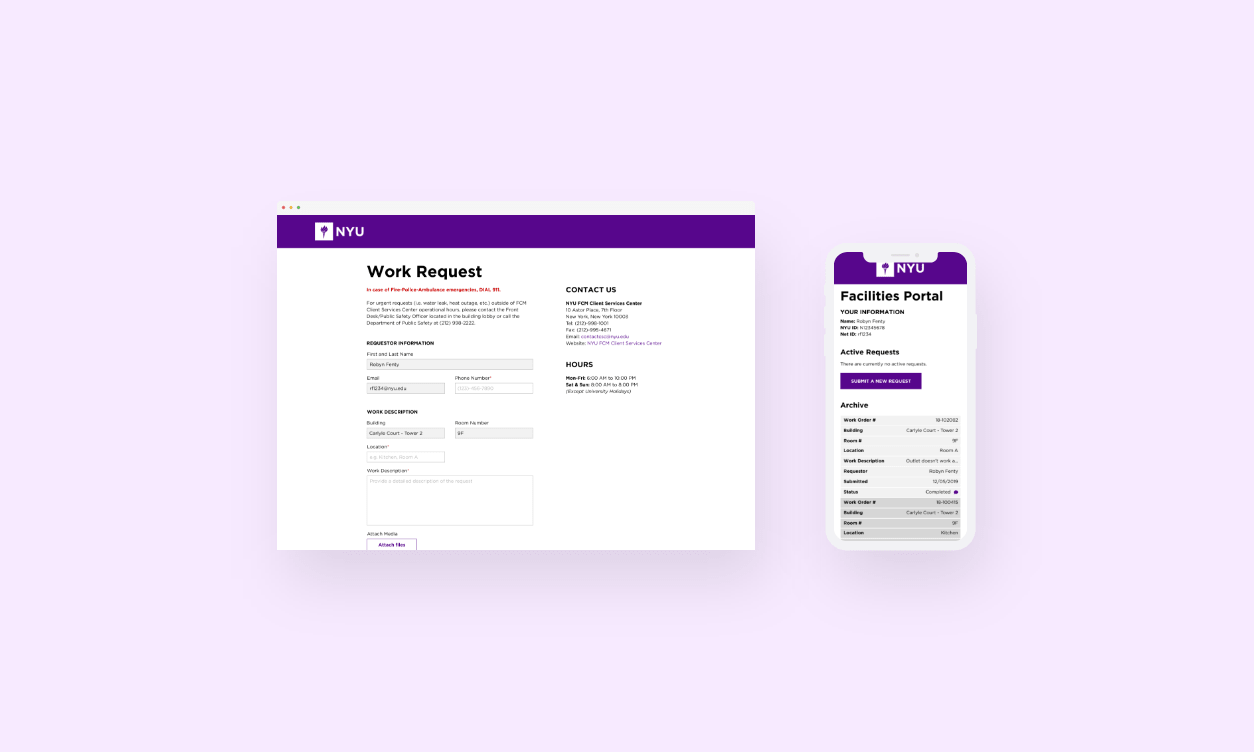 NYU
Work Request
In case of Fire-Police-Ambulance emergencies, DIAL 911.
For urgent requests (i.e. water leak, heat outage, etc.) outside of FCM
Client Services Center operational hours, please contact the Front
Desk/Public Safety Officer located in the building lobby or call the
Department of Public Safety at (212) 998-2222.
REQUESTOR INFORMATION
First and Last Name
Robyn Fenty
Email
Phone Number*
rf1234@nyu.edu
WORK DESCRIPTION
Building
Room Number
Carlyle Court - Tower 2
9F
Location*
e.g. Kitchen, Room A
Work Description*
Provide a detailed description of the request
Attach Media
Attach files
CONTACT US
NYU FCM Client Services Center
10 Astor Place, 7th Floor
New York, New York 10003
Tel: (212)-998-1001
Fax: (212)-995-4671
Email:
Website: NYU FCM Client Services Center
HOURS
Mon-Fri: 6:00 AM to 10:00 PM
Sat & Sun: 8:00 AM to 8:00 PM
(Except University Holidays)
NYU
Facilities Portal
YOUR INFORMATION
Name: Robyn Fenty
NYU ID: N12345678
Net ID: rf1234
Active Requests
There are currently no active requests.
SUBMIT A NEW REQUEST
Archive
Work Order #
Building Carlyle Court - Tower 2
Room # 9F
Location Room A
Work Description Outlet doesn't work a...
Requestor Robyn Fenty
Submitted 12/05/2019
Status Completed
Work Order #
Building Carlyle Court - Tower 2
Room # 9F
Location Kitchen